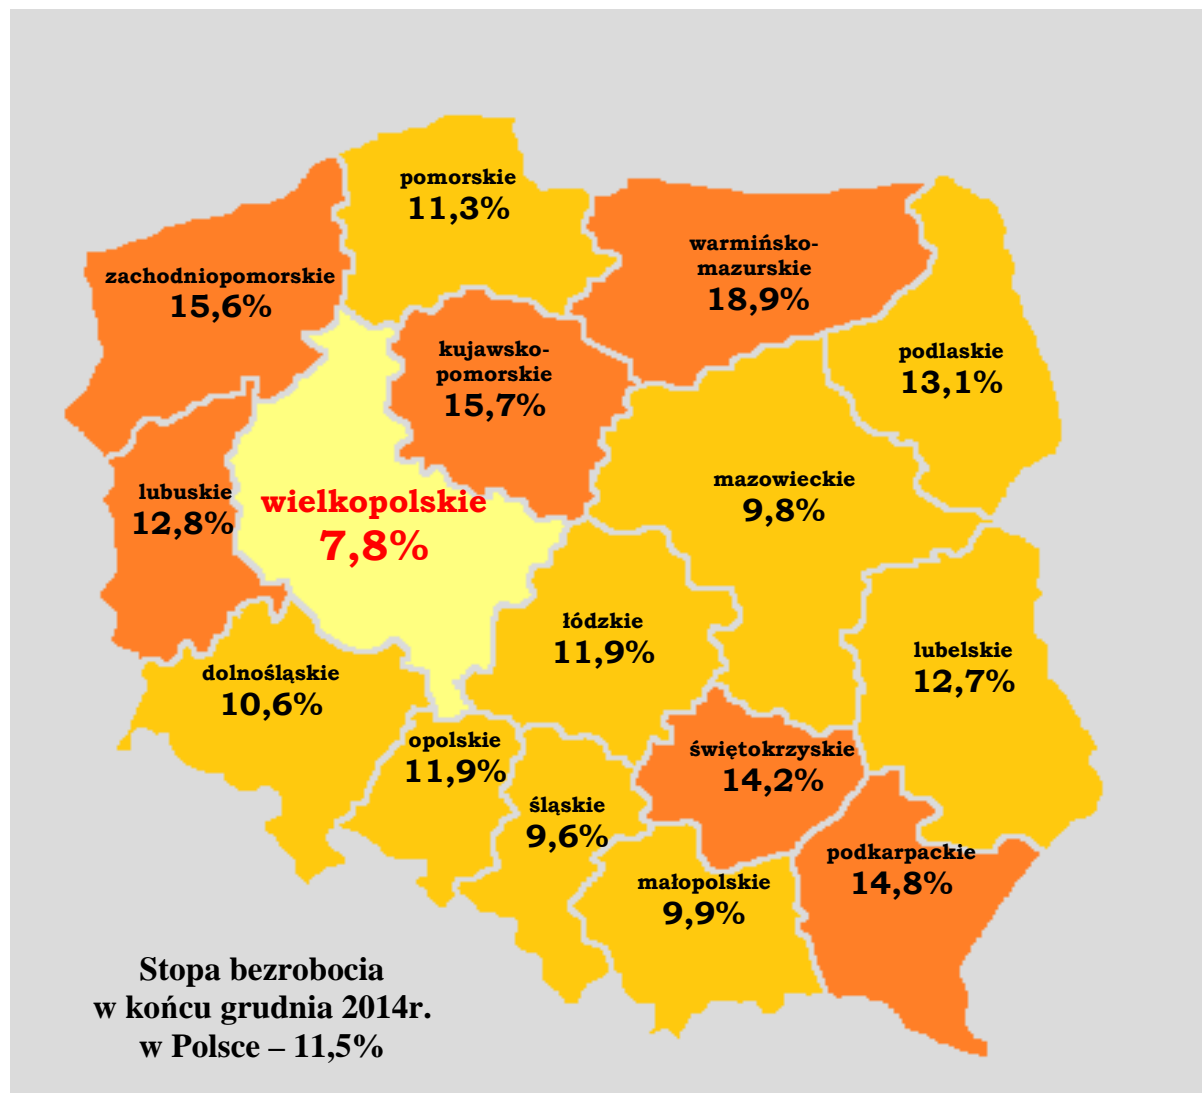 pomorskie
11,3%
warmińsko-
mazurskie
18,9%
zachodniopomorskie
15,6%
kujawsko-
pomorskie
15,7%
podlaskie
13,1%
mazowieckie
9,8%
lubuskie
12,8%
wielkopolskie
7,8%
łódzkie
11,9%
lubelskie
12,7%
dolnośląskie
10,6%
opolskie
11,9%
śląskie
9,6%
świętokrzyskie
14,2%
podkarpackie
14,8%
małopolskie
9,9%
Stopa bezrobocia
w końcu grudnia 2014r.
w Polsce – 11,5%